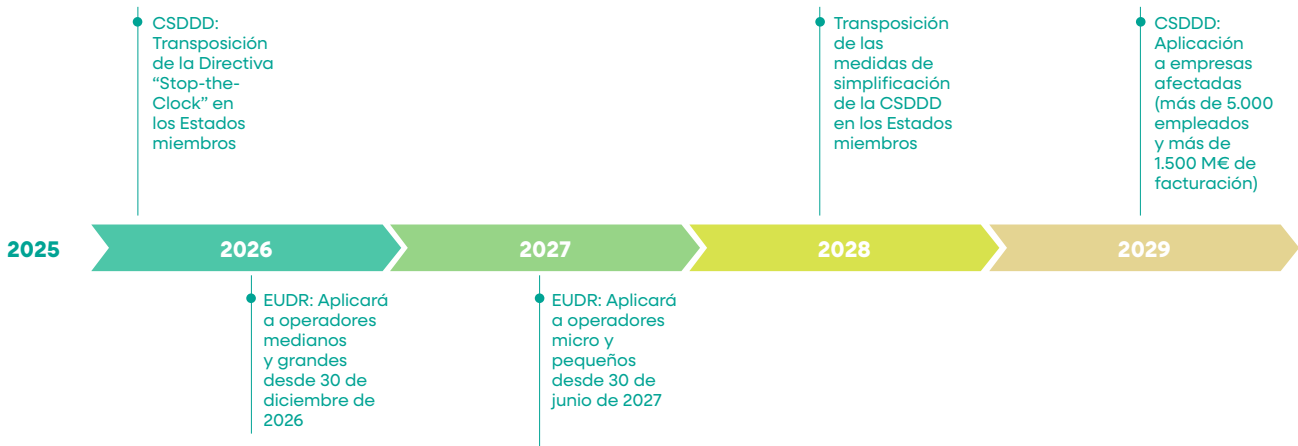 CSDDD:
Transposición
de la Directiva
“Stop-the-
Clock” en
los Estados
miembros
Transposición
de las
medidas de
simplificación
de la CSDDD
en los Estados
miembros
CSDDD:
Aplicación
a empresas
afectadas
(más de 5.000
empleados
y más de
1.500 M€ de
facturación)
2025
2026
2027
2028
2029
EUDR: Aplicará
a operadores
medianos
y grandes
desde 30 de
diciembre de
2026
EUDR: Aplicará
a operadores
micro y
pequeños
desde 30 de
junio de 2027